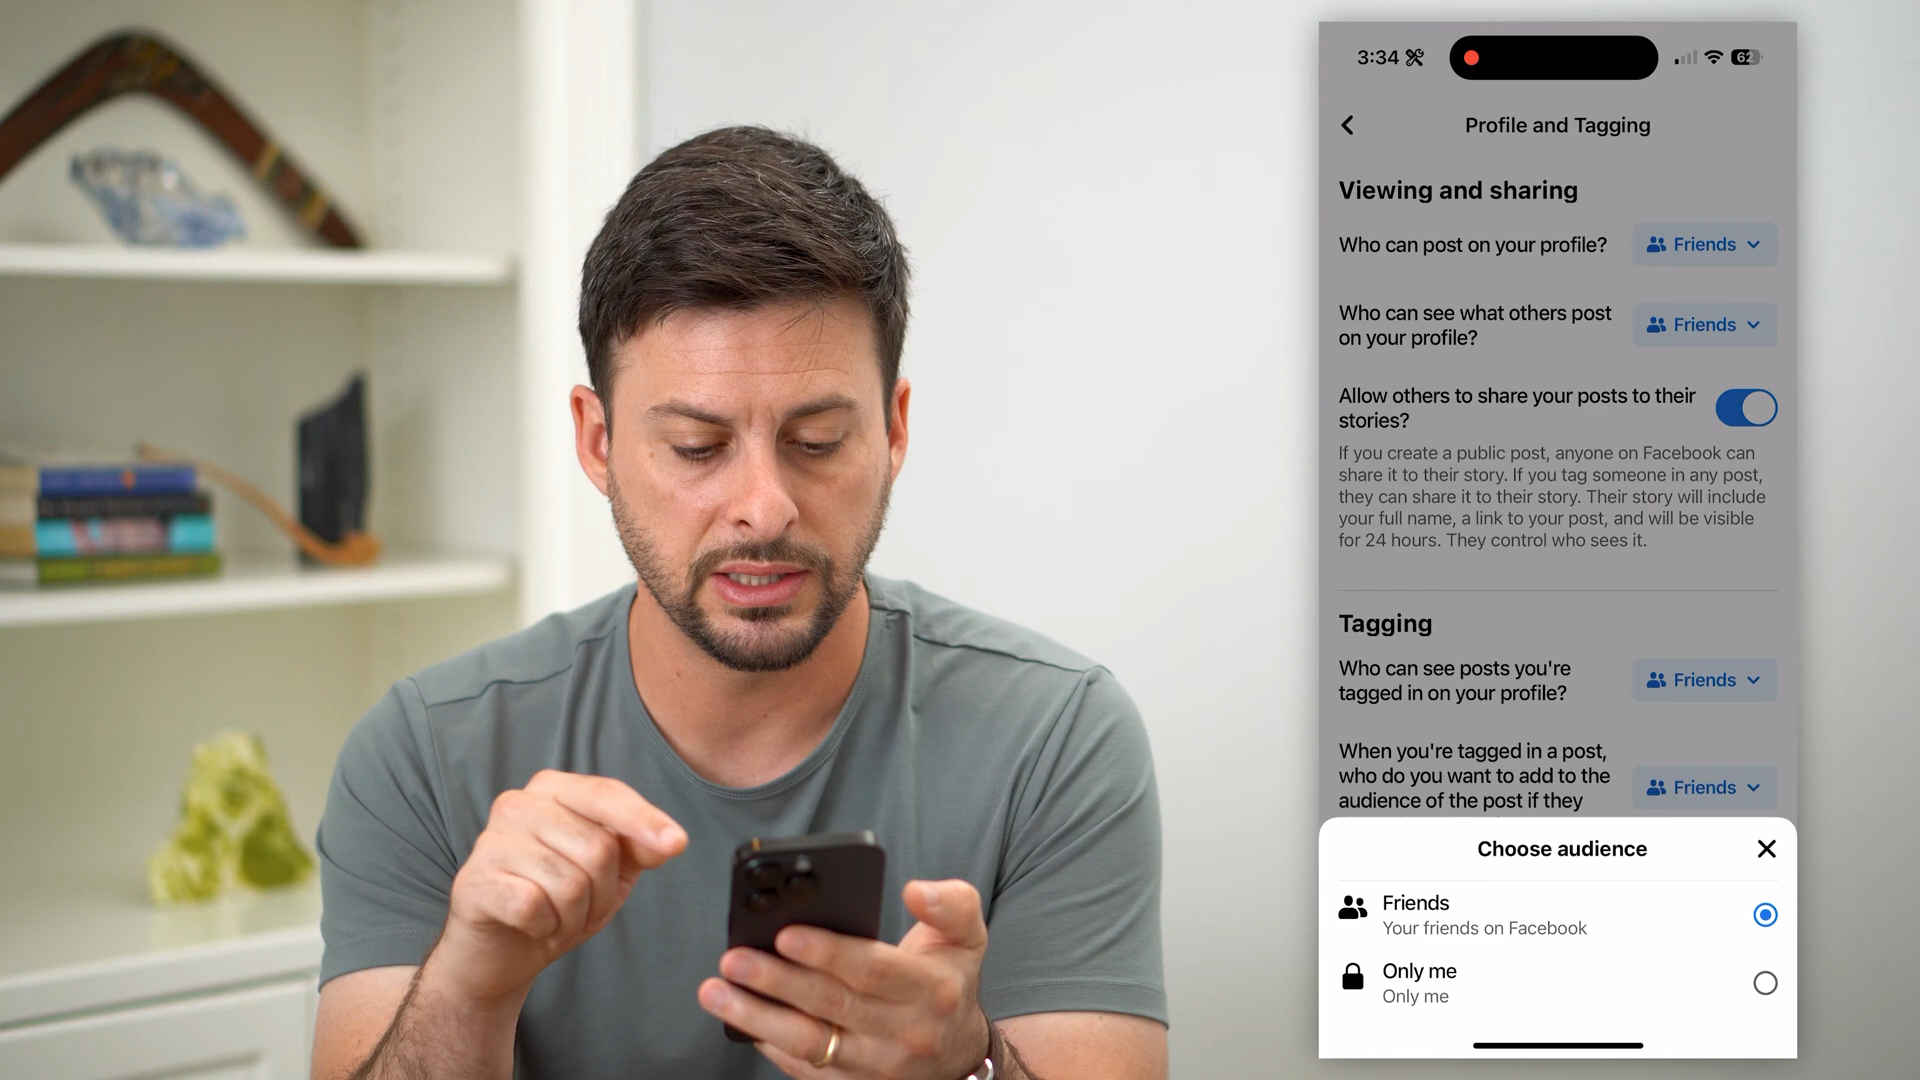 3:34
62
Profile and Tagging
Viewing and sharing
Who can post on your profile?
Friends
Who can see what others post
on your profile?
Friends
Allow others to share your posts to their
stories?
If you create a public post, anyone on Facebook can
share it to their story. If you tag someone in any post,
they can share it to their story. Their story will include
your full name, a link to your post, and will be visible
for 24 hours. They control who sees it.
Tagging
Who can see posts you're
tagged in on your profile?
Friends
When you're tagged in a post,
who do you want to add to the
audience of the post if they
Friends
Choose audience
Friends
Your friends on Facebook
Only me
Only me